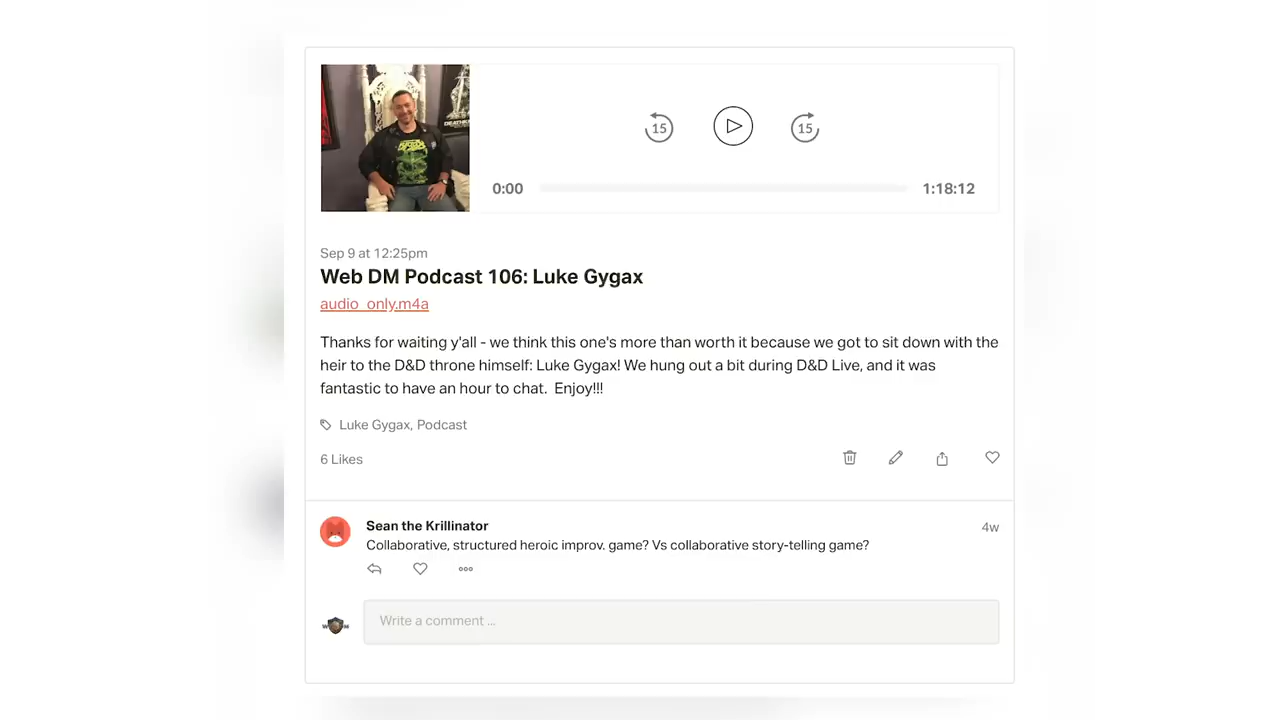 15
15
0:00
1:18:12
Sep 9 at 12:25pm
Web DM Podcast 106: Luke Gygax
audio_only.m4a
Thanks for waiting y'all - we think this one's more than worth it because we got to sit down with the
heir to the D&D throne himself: Luke Gygax! We hung out a bit during D&D Live, and it was
fantastic to have an hour to chat.  Enjoy!!!
Luke Gygax, Podcast
6 Likes
Sean the Krillinator
4w
Collaborative, structured heroic improv. game? Vs collaborative story-telling game?
Write a comment ...